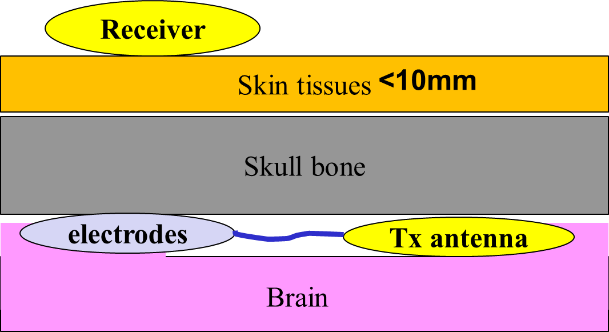 Receiver
Skin tissues <10mm
Skull bone
electrodes
Tx antenna
Brain